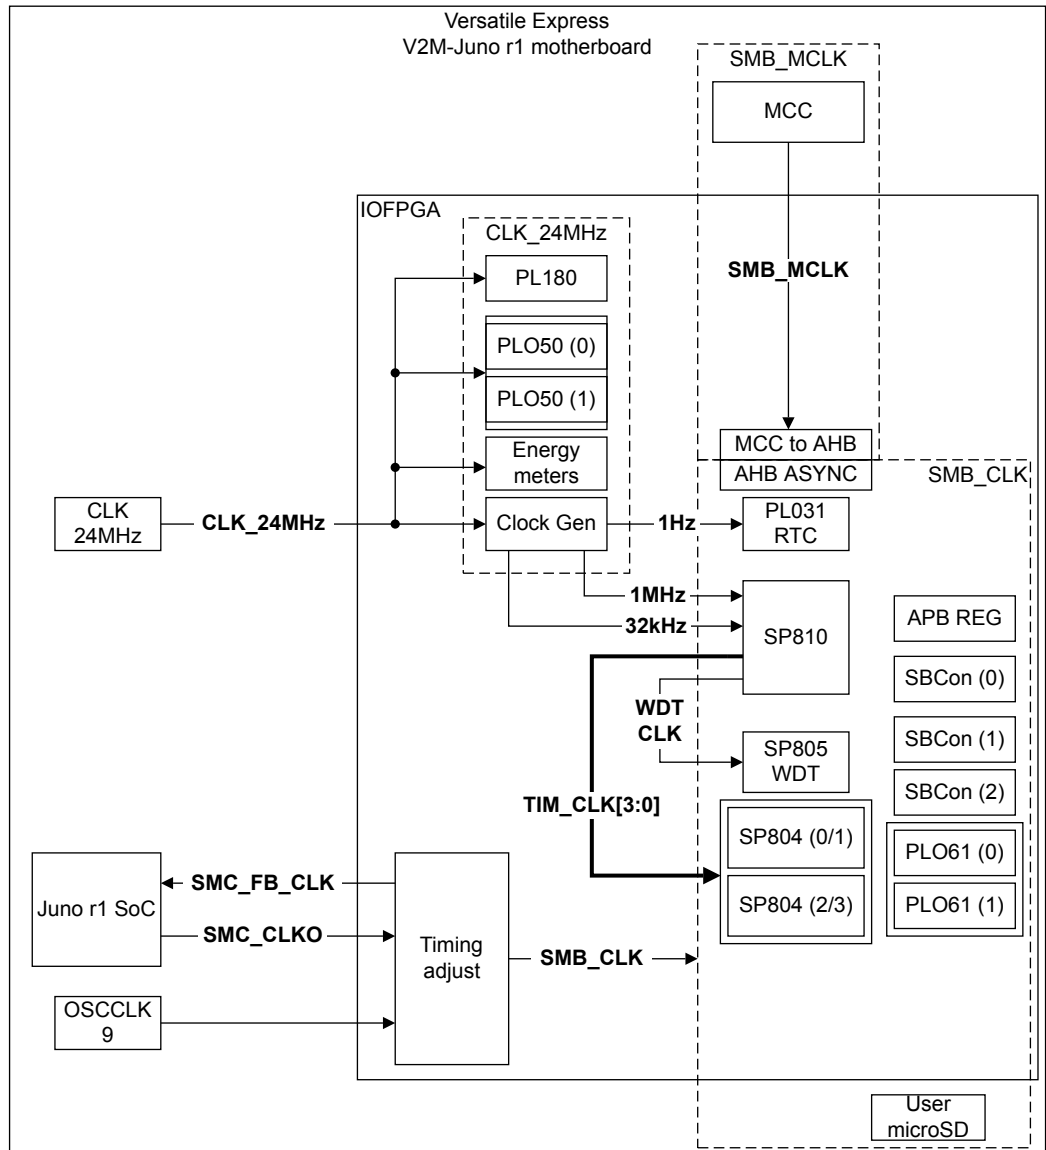 Versatile Express
V2M-Juno r1 motherboard
SMB_MCLK
MCC
IOFPGA
CLK_24MHz
PL180
SMB_MCLK
PLO50 (0)
PLO50 (1)
MCC to AHB
Energy
meters
AHB ASYNC
SMB_CLK
CLK
24MHz
CLK_24MHz
Clock Gen
1Hz
PL031
RTC
1MHz
32kHz
SP810
APB REG
SBCon (0)
WDT
CLK
SP805
WDT
SBCon (1)
SBCon (2)
TIM_CLK[3:0]
SP804 (0/1)
PLO61 (0)
SP804 (2/3)
PLO61 (1)
Juno r1 SoC
SMC_FB_CLK
SMC_CLKO
Timing
adjust
SMB_CLK
OSCCLK
9
User
microSD